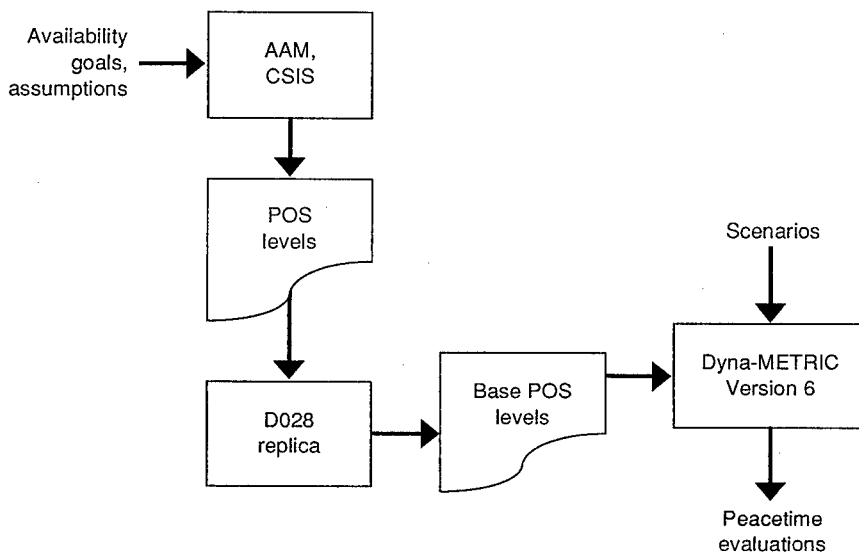 Availability
goals,
assumptions
AAM,
CSIS
POS
levels
D028
replica
Base POS
levels
Scenarios
Dyna-METRIC
Version 6
Peacetime
evaluations